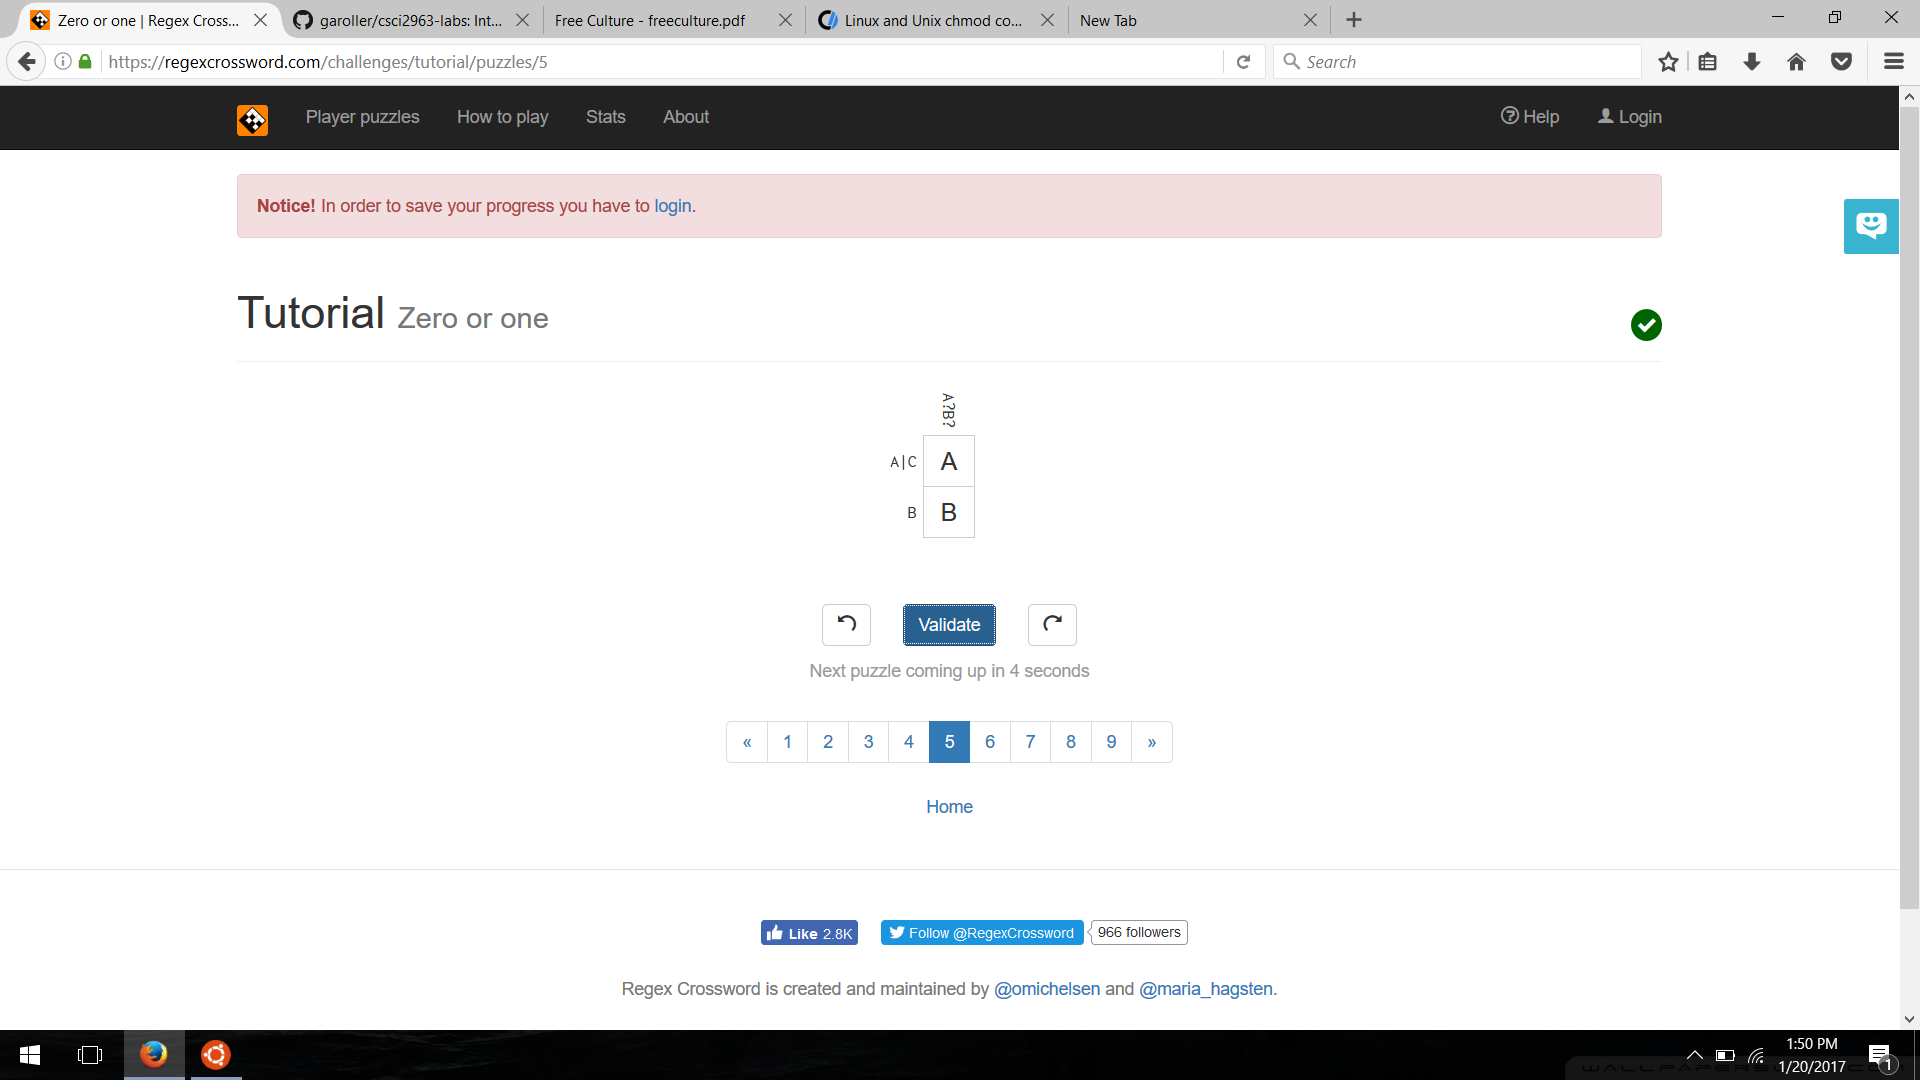 Zero or one | Regex Cross...
garoller/csci2963-labs: Int...
Free Culture - freeculture.pdf
Linux and Unix chmod co...
New Tab
https://regexcrossword.com/challenges/tutorial/puzzles/5
Search
Player puzzles
How to play
Stats
About
Help
Login
Notice! In order to save your progress you have to login.
Tutorial Zero or one
A?B?
A|C
A
B
B
Validate
Next puzzle coming up in 4 seconds
« 1 2 3 4 5 6 7 8 9 »
Home
Like 2.8K
Follow @RegexCrossword
966 followers
Regex Crossword is created and maintained by @omichelsen and @maria_hagsten.
1:50 PM
1/20/2017
1